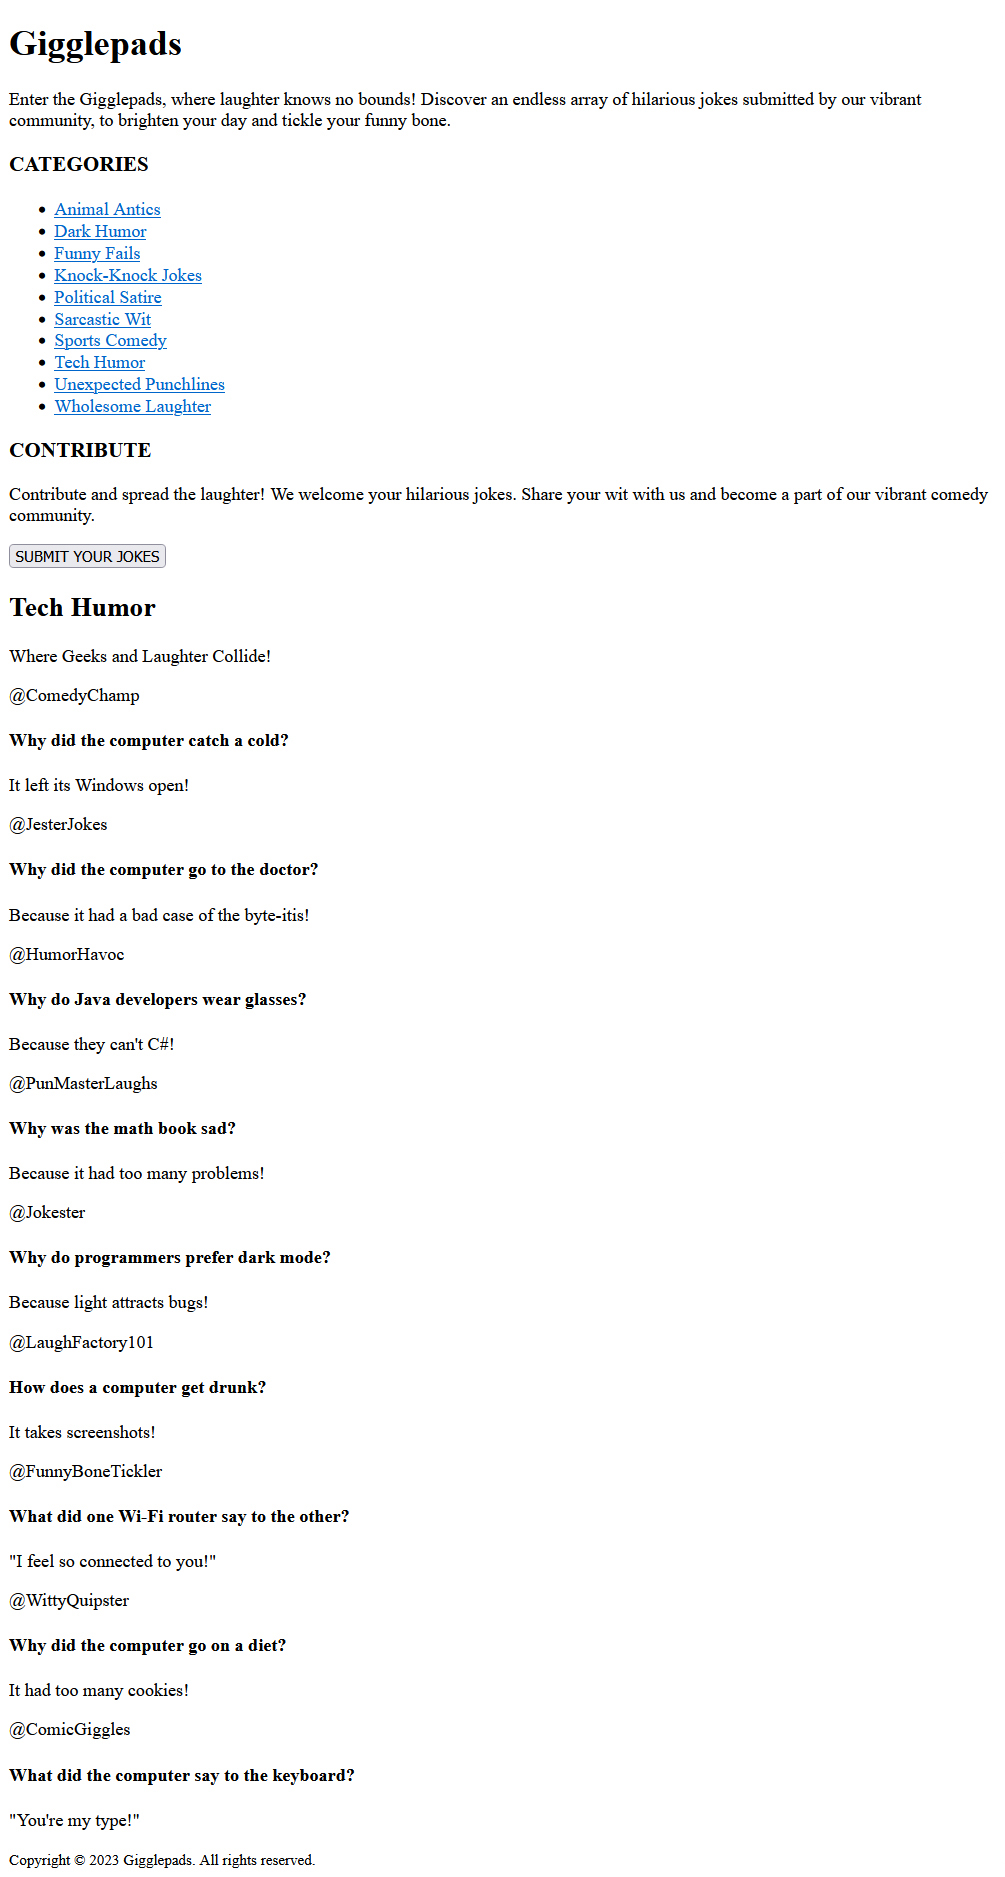 Gigglepads
Enter the Gigglepads, where laughter knows no bounds! Discover an endless array of hilarious jokes submitted by our vibrant
community, to brighten your day and tickle your funny bone.
CATEGORIES
Animal Antics
Dark Humor
Funny Fails
Knock-Knock Jokes
Political Satire
Sarcastic Wit
Sports Comedy
Tech Humor
Unexpected Punchlines
Wholesome Laughter
CONTRIBUTE
Contribute and spread the laughter! We welcome your hilarious jokes. Share your wit with us and become a part of our vibrant comedy
community.
SUBMIT YOUR JOKES
Tech Humor
Where Geeks and Laughter Collide!
@ComedyChamp
Why did the computer catch a cold?
It left its Windows open!
@JesterJokes
Why did the computer go to the doctor?
Because it had a bad case of the byte-itis!
@HumorHavoc
Why do Java developers wear glasses?
Because they can't C#!
@PunMasterLaughs
Why was the math book sad?
Because it had too many problems!
@Jokester
Why do programmers prefer dark mode?
Because light attracts bugs!
@LaughFactory101
How does a computer get drunk?
It takes screenshots!
@FunnyBoneTickler
What did one Wi-Fi router say to the other?
"I feel so connected to you!"
@WittyQuipster
Why did the computer go on a diet?
It had too many cookies!
@ComicGiggles
What did the computer say to the keyboard?
"You're my type!"
Copyright © 2023 Gigglepads. All rights reserved.